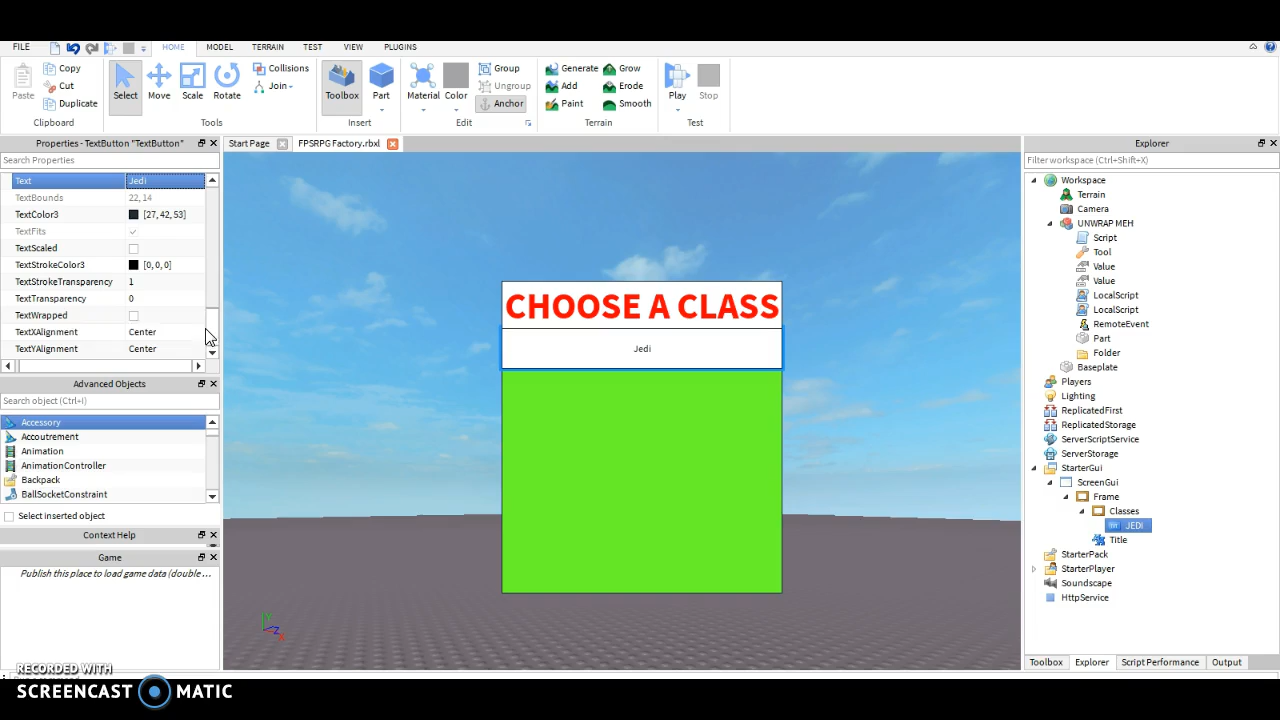 FILE HOME MODEL TERRAIN TEST VIEW PLUGINS
Paste Copy Cut Duplicate Clipboard
Select Move Scale Rotate Collisions Join Tools
Toolbox Part Insert
Material Color Group Ungroup Anchor Edit
Generate Grow Add Erode Paint Smooth Terrain
Play Stop Test
Properties - TextButton "TextButton"
Search Properties
Text Jedi
TextBounds 22, 14
TextColor3 [27, 42, 53]
TextFits
TextScaled
TextStrokeColor3 [0, 0, 0]
TextStrokeTransparency 1
TextTransparency 0
TextWrapped
TextXAlignment Center
TextYAlignment Center
Advanced Objects
Search object (Ctrl+I)
Accessory
Accoutrement
Animation
AnimationController
Backpack
BallSocketConstraint
Select inserted object
Context Help
Game
Publish this place to load game data (double ...
Start Page FPSRPG Factory.rbxl
CHOOSE A CLASS
Jedi
Y
Z
X
Explorer
Filter workspace (Ctrl+Shift+X)
Workspace
Terrain
Camera
UNWRAP MEH
Script
Tool
Value
Value
LocalScript
LocalScript
RemoteEvent
Part
Folder
Baseplate
Players
Lighting
ReplicatedFirst
ReplicatedStorage
ServerScriptService
ServerStorage
StarterGui
ScreenGui
Frame
Classes
JEDi
Title
StarterPack
StarterPlayer
Soundscape
HttpService
Toolbox Explorer Script Performance Output
RECORDED WITH
SCREENCAST MATIC